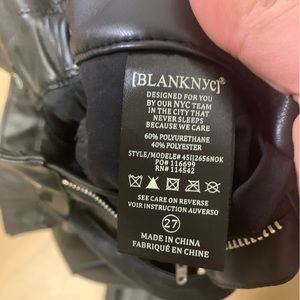 [BLANKNYC]®
DESIGNED FOR YOU
BY OUR NYC TEAM
IN THE CITY THAT
NEVER SLEEPS
BECAUSE WE CARE
60% POLYURETHANE
40% POLYESTER
STYLE/MODELE# 45II2656NOK
PO# 116699
RN# 114542
SEE CARE ON REVERSE
VOIR INSTRUCTION AUVERSO
27
MADE IN CHINA
FABRIQUÉ EN CHINE